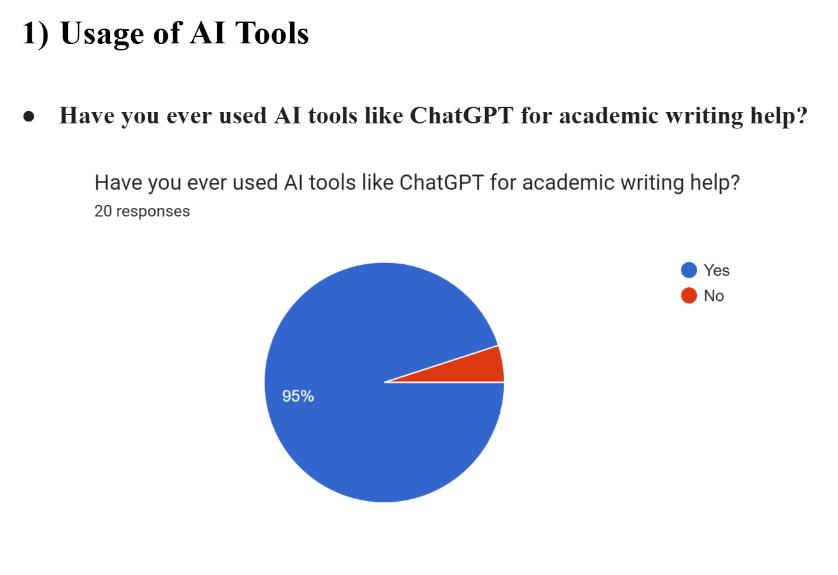 1) Usage of AI Tools
● Have you ever used AI tools like ChatGPT for academic writing help?
Have you ever used AI tools like ChatGPT for academic writing help?
20 responses
Yes
No
95%